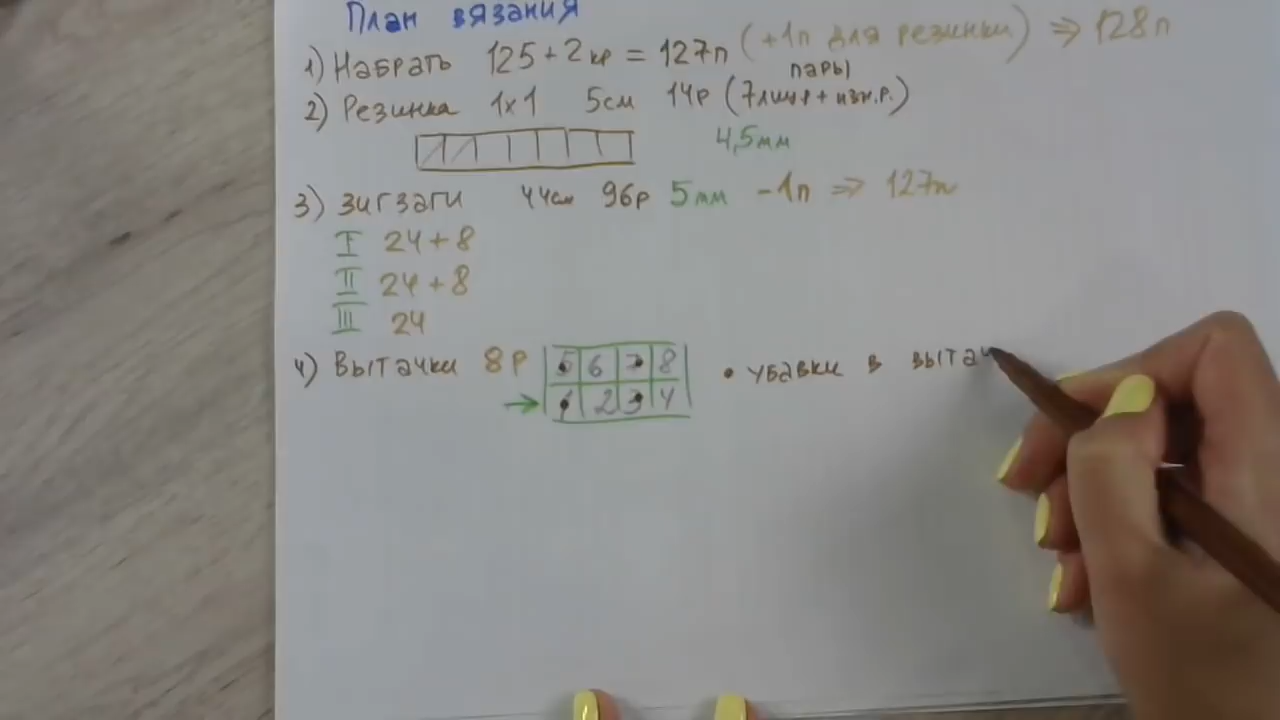 План вязания
1) Набрать 125 + 2кр = 127п (+1п для резинки) => 128п
2) Резинка 1х1 5см 14р (7лиц.р + изн.р.)
пары
4,5мм
3) Зигзаги 44см 96р 5мм -1п => 127п
I 24+8
II 24+8
III 24
4) Вытачки 8р
5 6 7 8
1 2 3 4
• убавки в вытач